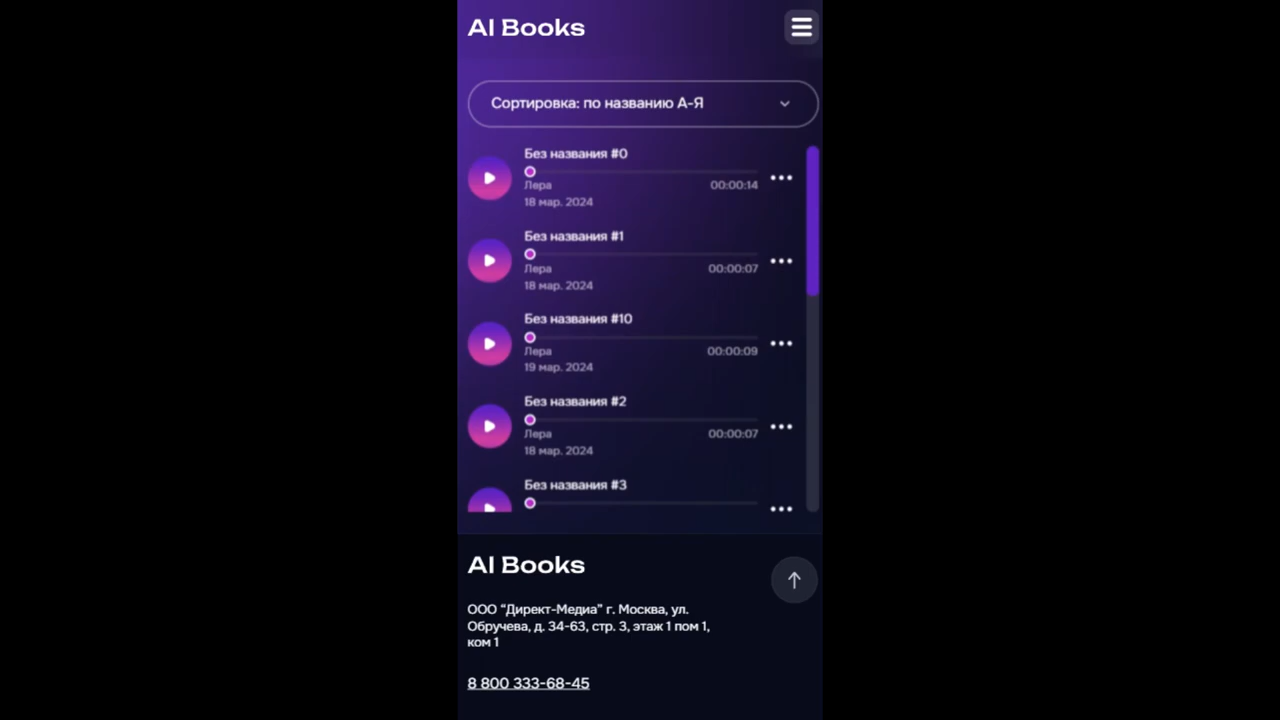 AI Books
Сортировка: по названию А-Я
Без названия #0
Лера 00:00:14
18 мар. 2024
Без названия #1
Лера 00:00:07
18 мар. 2024
Без названия #10
Лера 00:00:09
19 мар. 2024
Без названия #2
Лера 00:00:07
18 мар. 2024
Без названия #3
AI Books
ООО “Директ-Медиа” г. Москва, ул.
Обручева, д. 34-63, стр. 3, этаж 1 пом 1,
ком 1
8 800 333-68-45